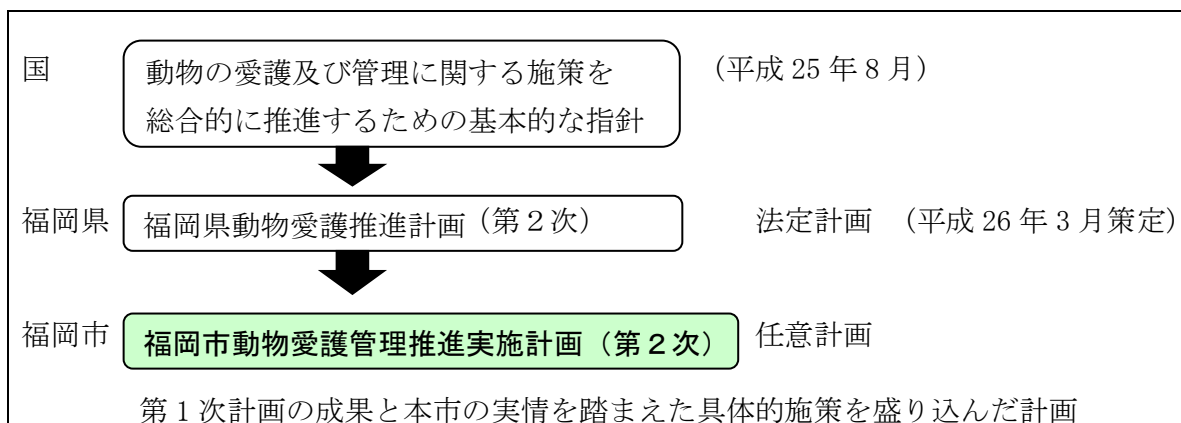 国 動物の愛護及び管理に関する施策を (平成 25 年 8 月)
総合的に推進するための基本的な指針
福岡県 福岡県動物愛護推進計画(第２次) 法定計画 (平成 26 年 3 月策定)
福岡市 福岡市動物愛護管理推進実施計画(第２次) 任意計画
第 1 次計画の成果と本市の実情を踏まえた具体的施策を盛り込んだ計画